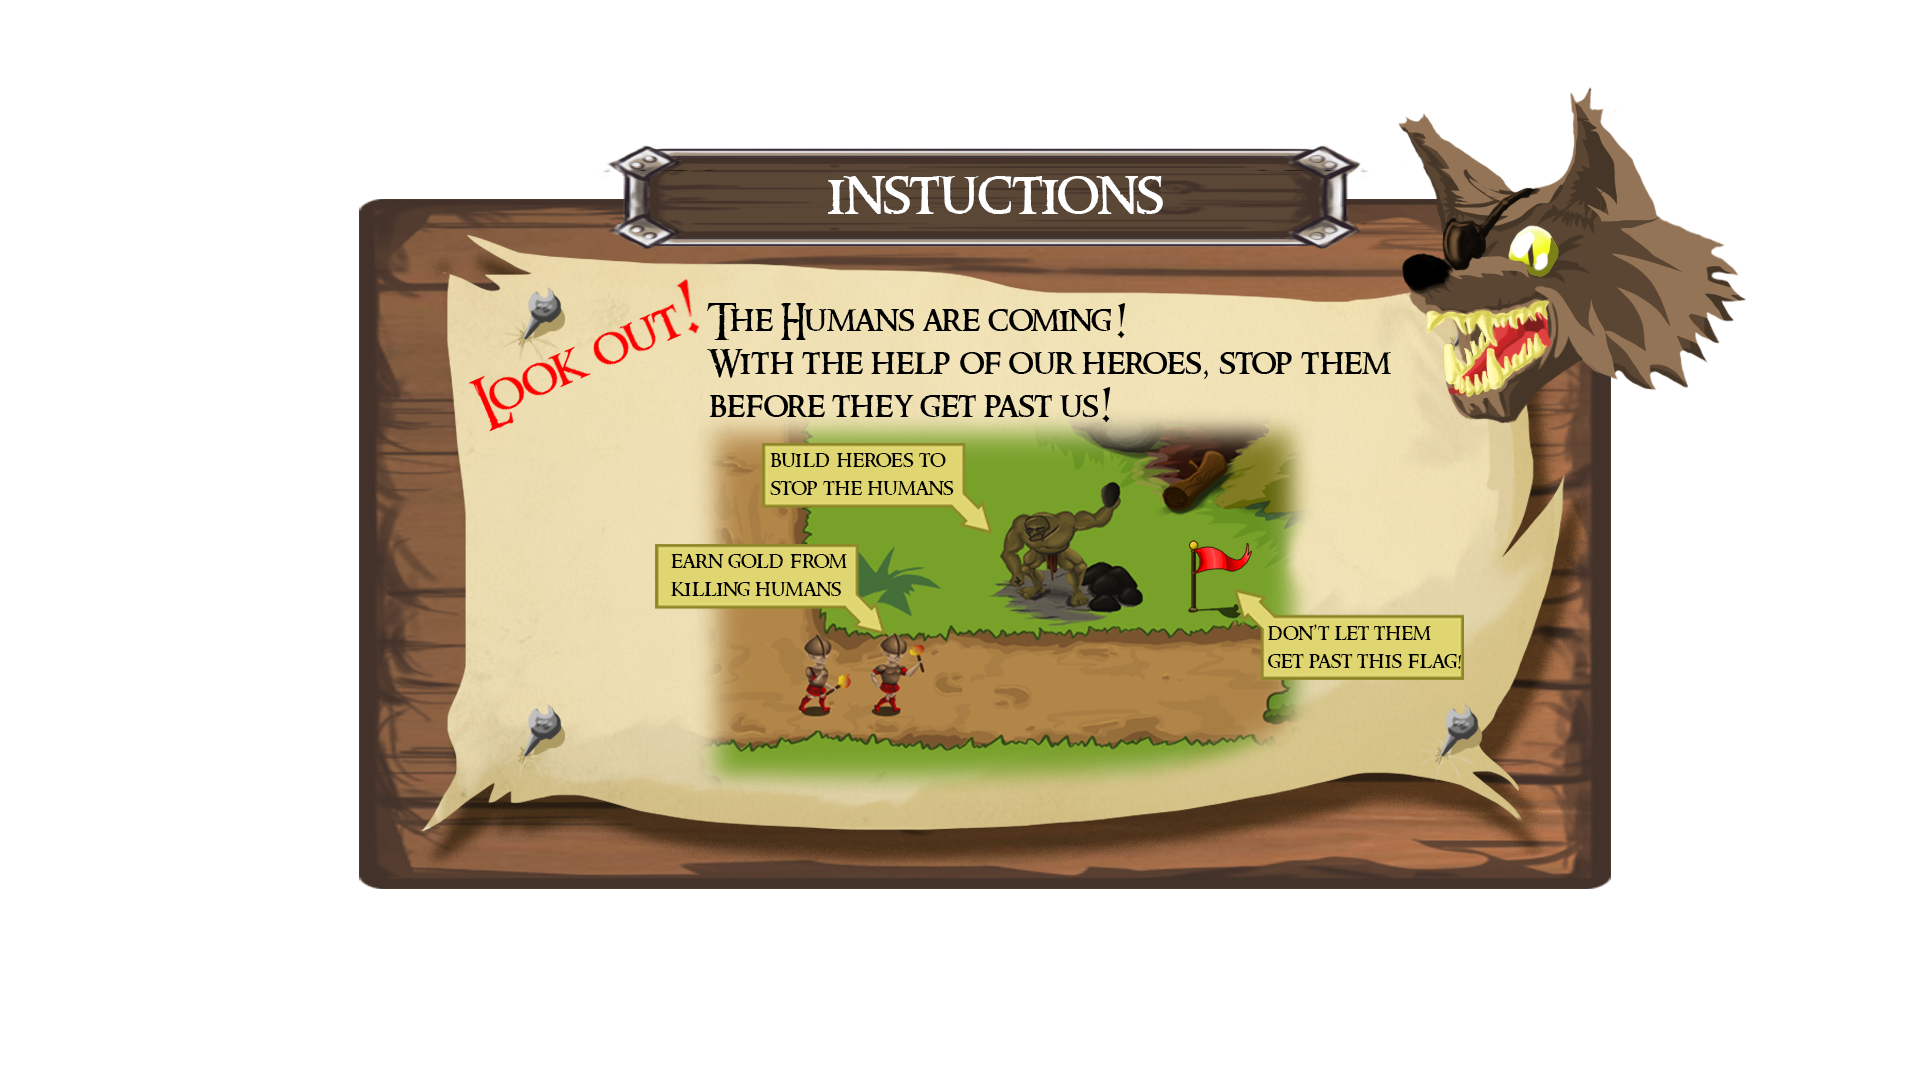 INSTUCTIONS
LOOK OUT!
THE HUMANS ARE COMING!
WITH THE HELP OF OUR HEROES, STOP THEM
BEFORE THEY GET PAST US!
BUILD HEROES TO
STOP THE HUMANS
EARN GOLD FROM
KILLING HUMANS
DON'T LET THEM
GET PAST THIS FLAG!